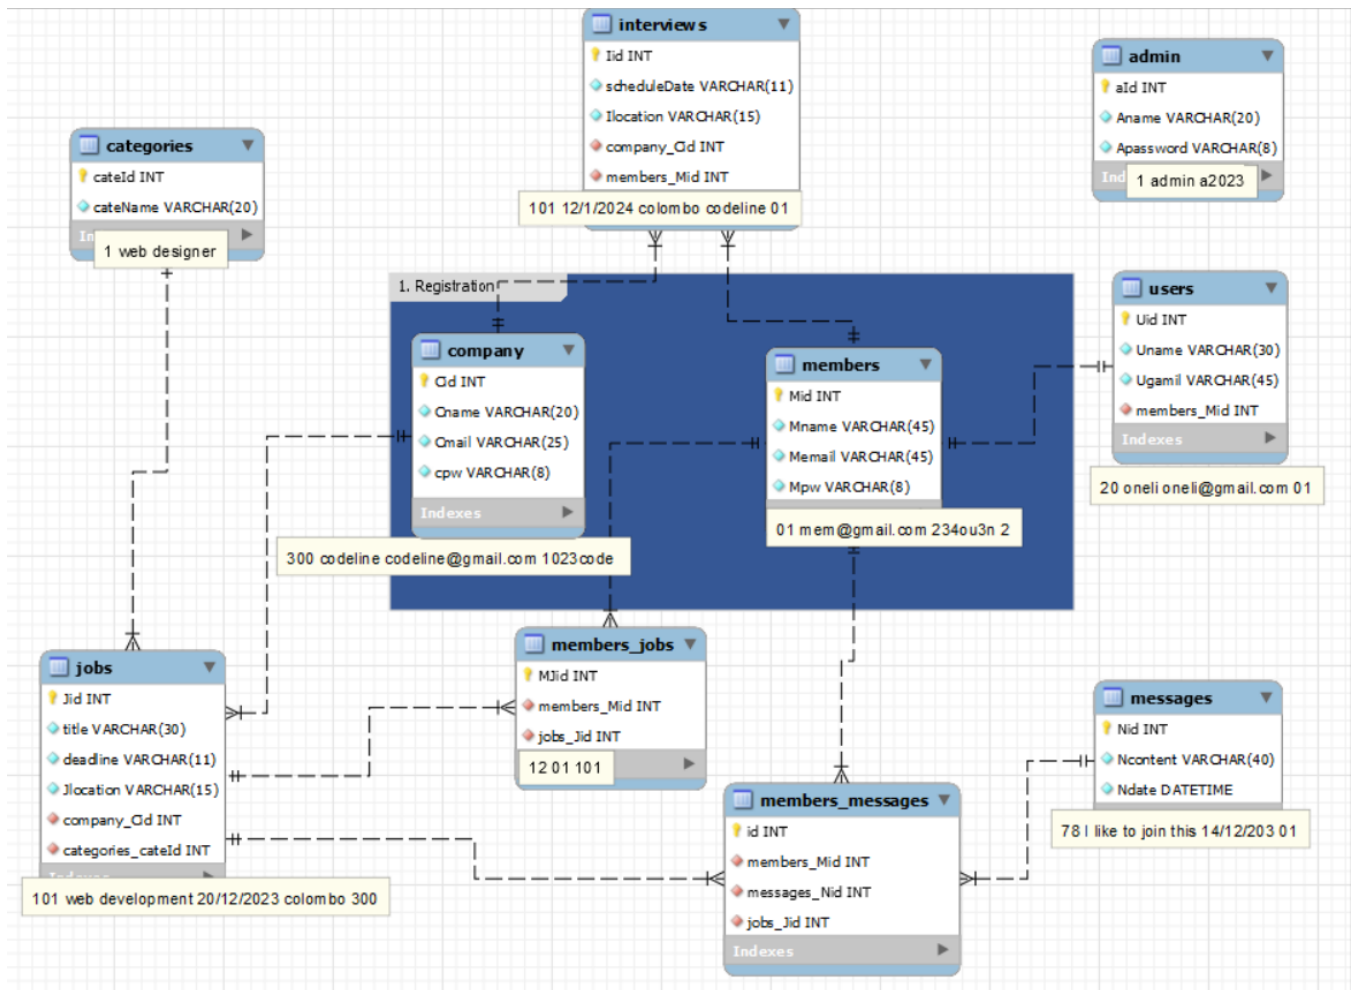 interviews
Iid INT
scheduleDate VARCHAR(11)
Ilocation VARCHAR(15)
company_Cid INT
members_Mid INT
101 12/1/2024 colombo codeline 01
admin
aId INT
Aname VARCHAR(20)
Apassword VARCHAR(8)
Ind
1 admin a2023
categories
cateId INT
cateName VARCHAR(20)
In
1 web designer
1. Registration
company
Cid INT
Cname VARCHAR(20)
Cmail VARCHAR(25)
cpw VARCHAR(8)
Indexes
300 codeline codeline@gmail.com 1023code
members
Mid INT
Mname VARCHAR(45)
Memail VARCHAR(45)
Mpw VARCHAR(8)
01 mem@gmail.com 234ou3n 2
users
Uid INT
Uname VARCHAR(30)
Ugamil VARCHAR(45)
members_Mid INT
Indexes
20 oneli oneli@gmail.com 01
jobs
Jid INT
title VARCHAR(30)
deadline VARCHAR(11)
Jlocation VARCHAR(15)
company_Cid INT
categories_cateId INT
Indexes
101 web development 20/12/2023 colombo 300
members_jobs
MJid INT
members_Mid INT
jobs_Jid INT
12 01 101
members_messages
id INT
members_Mid INT
messages_Nid INT
jobs_Jid INT
Indexes
messages
Nid INT
Ncontent VARCHAR(40)
Ndate DATETIME
78 I like to join this 14/12/203 01